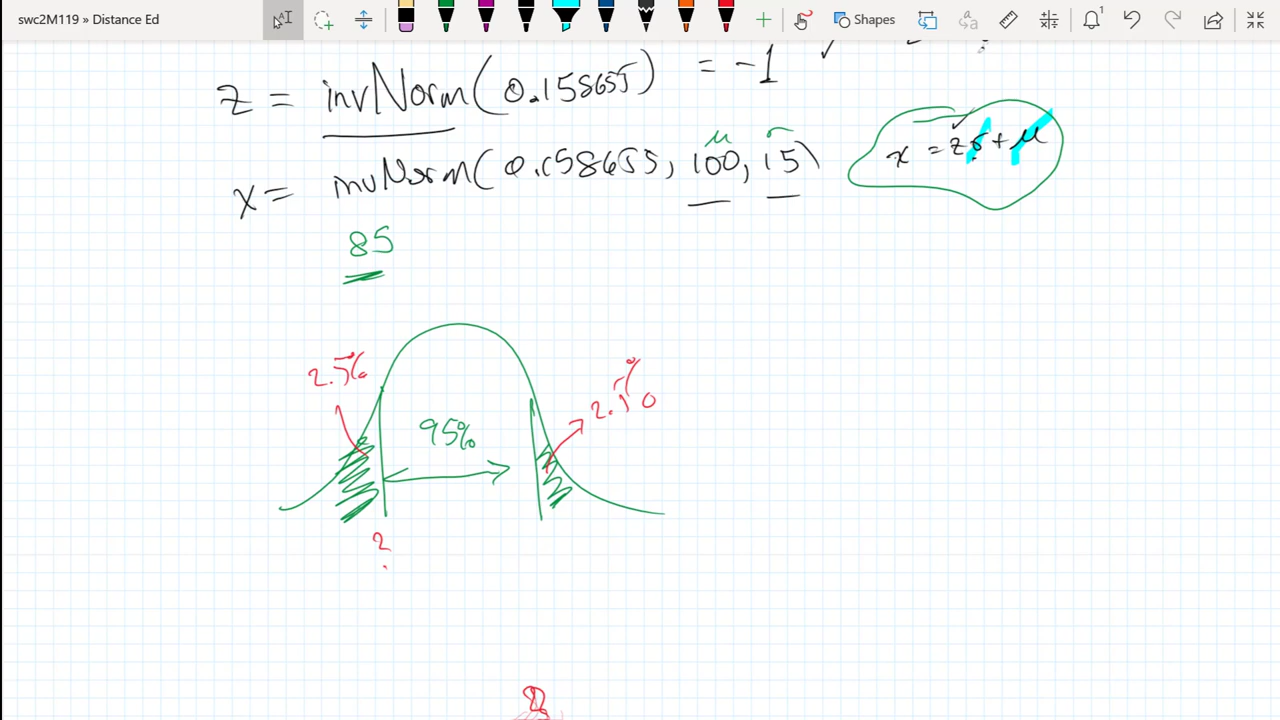 swc2M119 » Distance Ed
Shapes
z = invNorm(0.158655) = -1
x = zσ + μ
μ σ
x = invNorm(0.158655, 100, 15)
85
2.5%
2.5%
95%
?